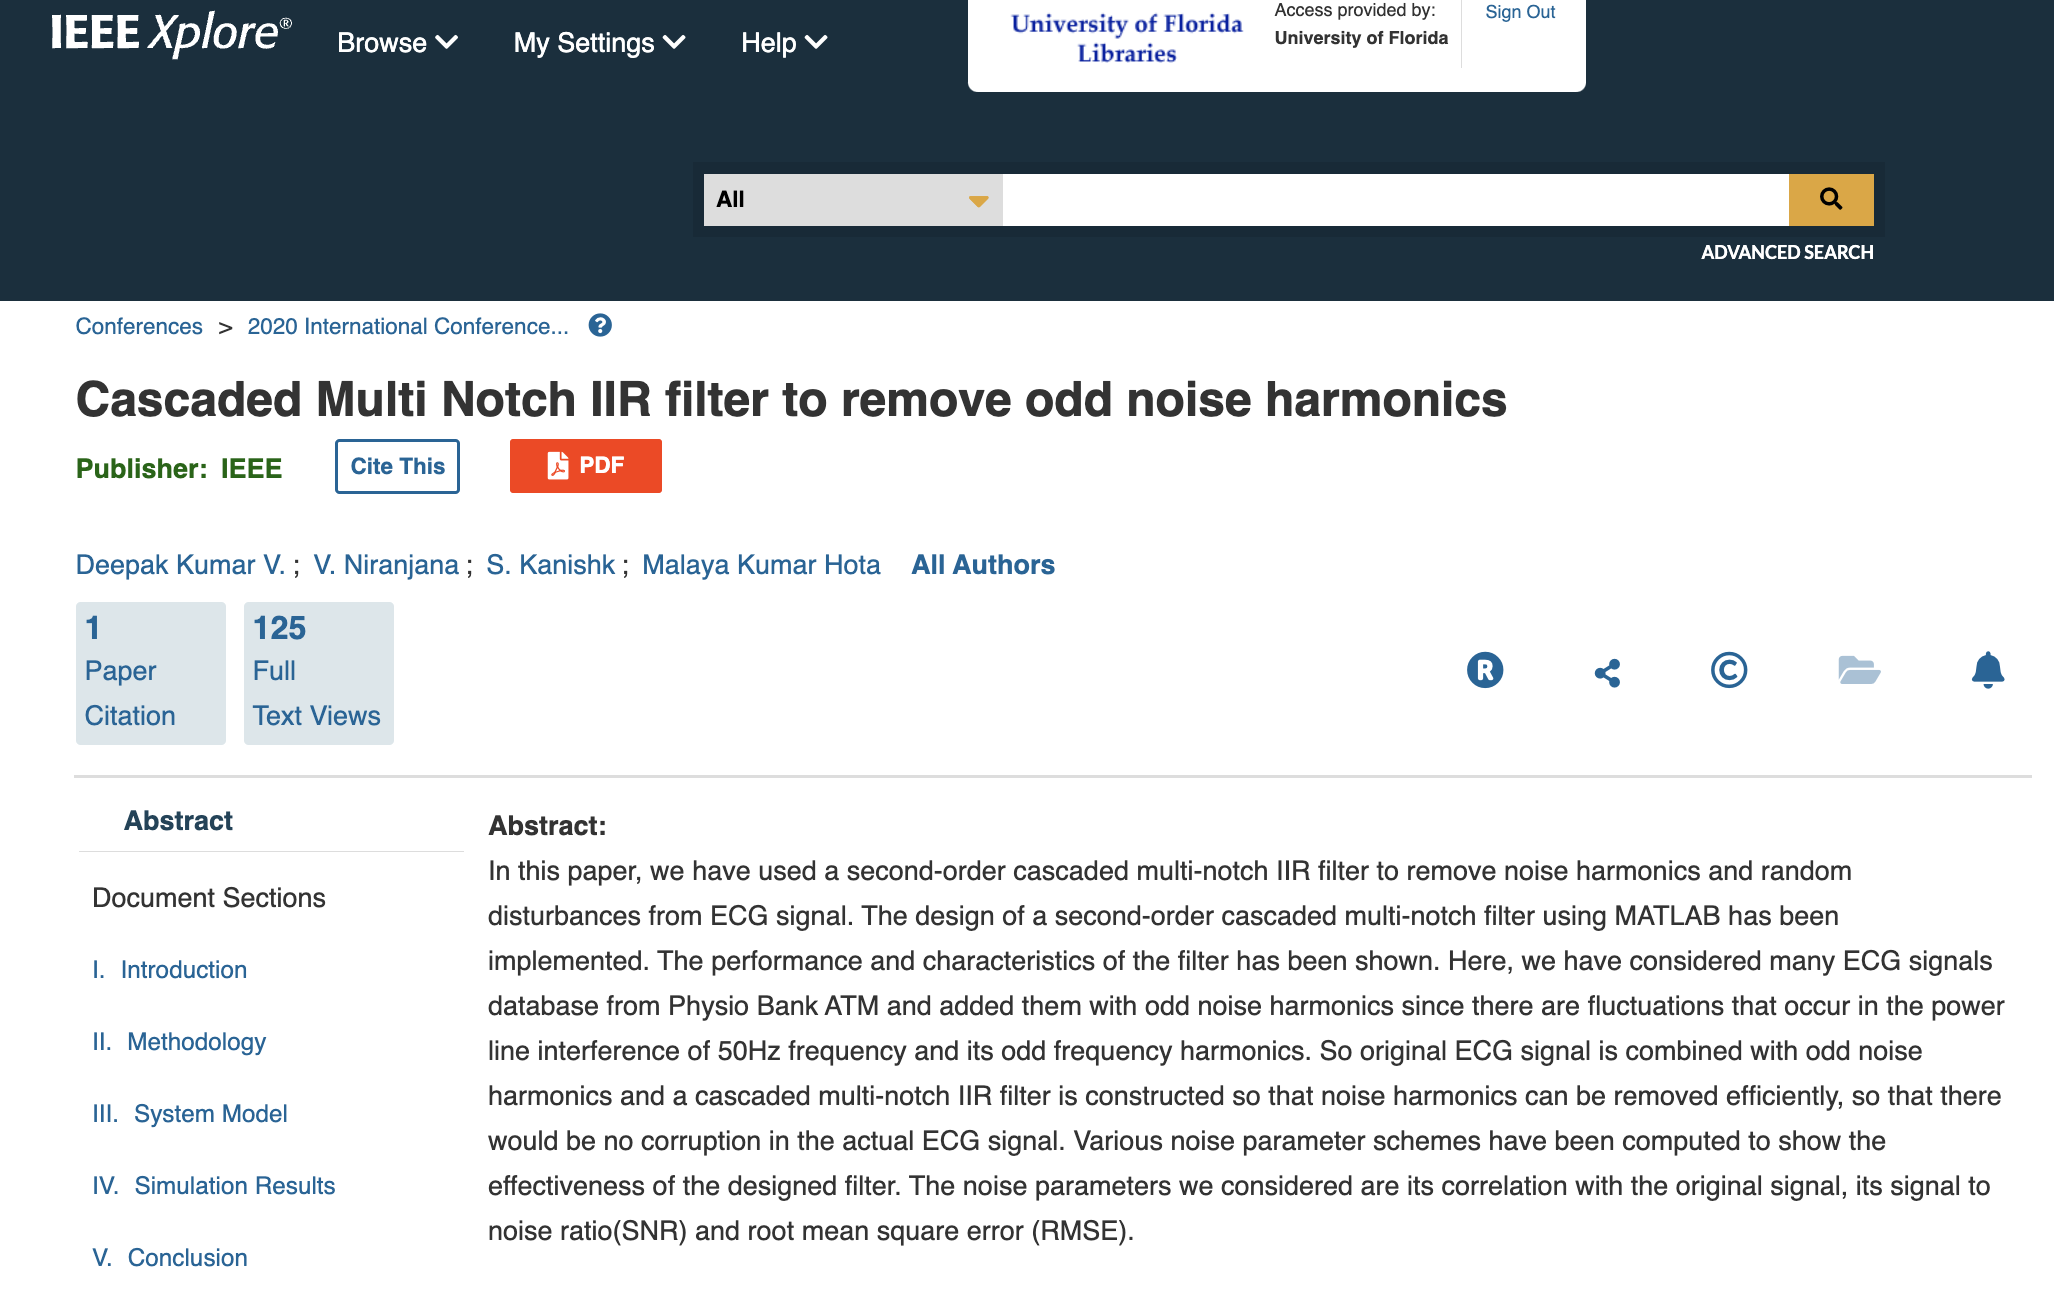 IEEE Xplore®
Browse
My Settings
Help
University of Florida
Libraries
Access provided by:
University of Florida
Sign Out
All
ADVANCED SEARCH
Conferences > 2020 International Conference...
Cascaded Multi Notch IIR filter to remove odd noise harmonics
Publisher: IEEE
Cite This
PDF
Deepak Kumar V. ; V. Niranjana ; S. Kanishk ; Malaya Kumar Hota All Authors
1
Paper
Citation
125
Full
Text Views
Abstract
Document Sections
I. Introduction
II. Methodology
III. System Model
IV. Simulation Results
V. Conclusion
Abstract:
In this paper, we have used a second-order cascaded multi-notch IIR filter to remove noise harmonics and random
disturbances from ECG signal. The design of a second-order cascaded multi-notch filter using MATLAB has been
implemented. The performance and characteristics of the filter has been shown. Here, we have considered many ECG signals
database from Physio Bank ATM and added them with odd noise harmonics since there are fluctuations that occur in the power
line interference of 50Hz frequency and its odd frequency harmonics. So original ECG signal is combined with odd noise
harmonics and a cascaded multi-notch IIR filter is constructed so that noise harmonics can be removed efficiently, so that there
would be no corruption in the actual ECG signal. Various noise parameter schemes have been computed to show the
effectiveness of the designed filter. The noise parameters we considered are its correlation with the original signal, its signal to
noise ratio(SNR) and root mean square error (RMSE).